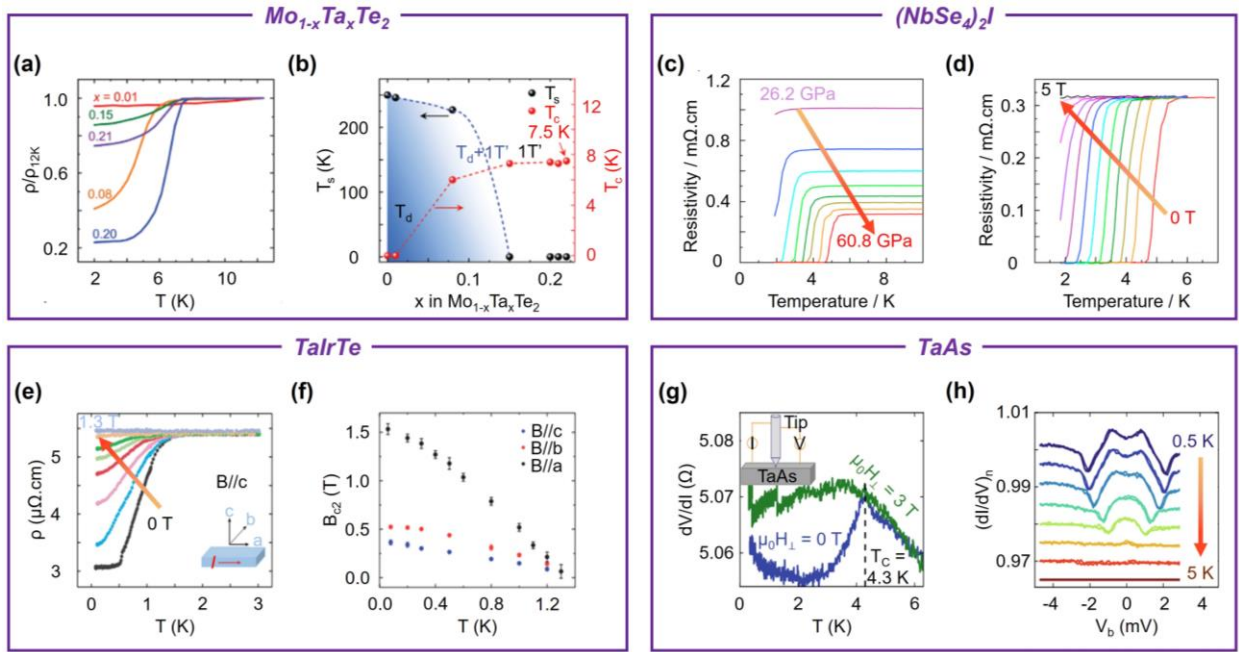 Mo1-xTaxTe2
(a)
ρ/ρ12K
1.0
0.6
0.2
x = 0.01
0.15
0.21
0.08
0.20
2
6
10
T (K)
(b)
Ts (K)
200
100
0
Ts
Tc
7.5 K
Td+1T'
1T'
Td
12
8
4
0
Tc (K)
0
0.1
0.2
x in Mo1-xTaxTe2
(NbSe4)2I
(c)
Resistivity / mΩ.cm
1.2
0.8
0.4
0
26.2 GPa
60.8 GPa
0
4
8
Temperature / K
(d)
Resistivity / mΩ.cm
0.3
0.2
0.1
0
5 T
0 T
2
4
6
Temperature / K
TaIrTe
(e)
ρ (μΩ.cm)
5
3
1.3 T
0 T
B//c
c
b
a
I
0
1
2
3
T (K)
(f)
Bc2 (T)
1.5
1.0
0.5
0.0
B//c
B//b
B//a
0.0
0.4
0.8
1.2
T (K)
TaAs
(g)
dV/dI (Ω)
5.08
5.07
5.06
Tip
I
V
TaAs
μ0H⊥ = 3 T
μ0H⊥ = 0 T
TC =
4.3 K
0
2
4
6
T (K)
(h)
(dI/dV)n
1.01
0.99
0.97
0.5 K
5 K
-4
-2
0
2
4
Vb (mV)